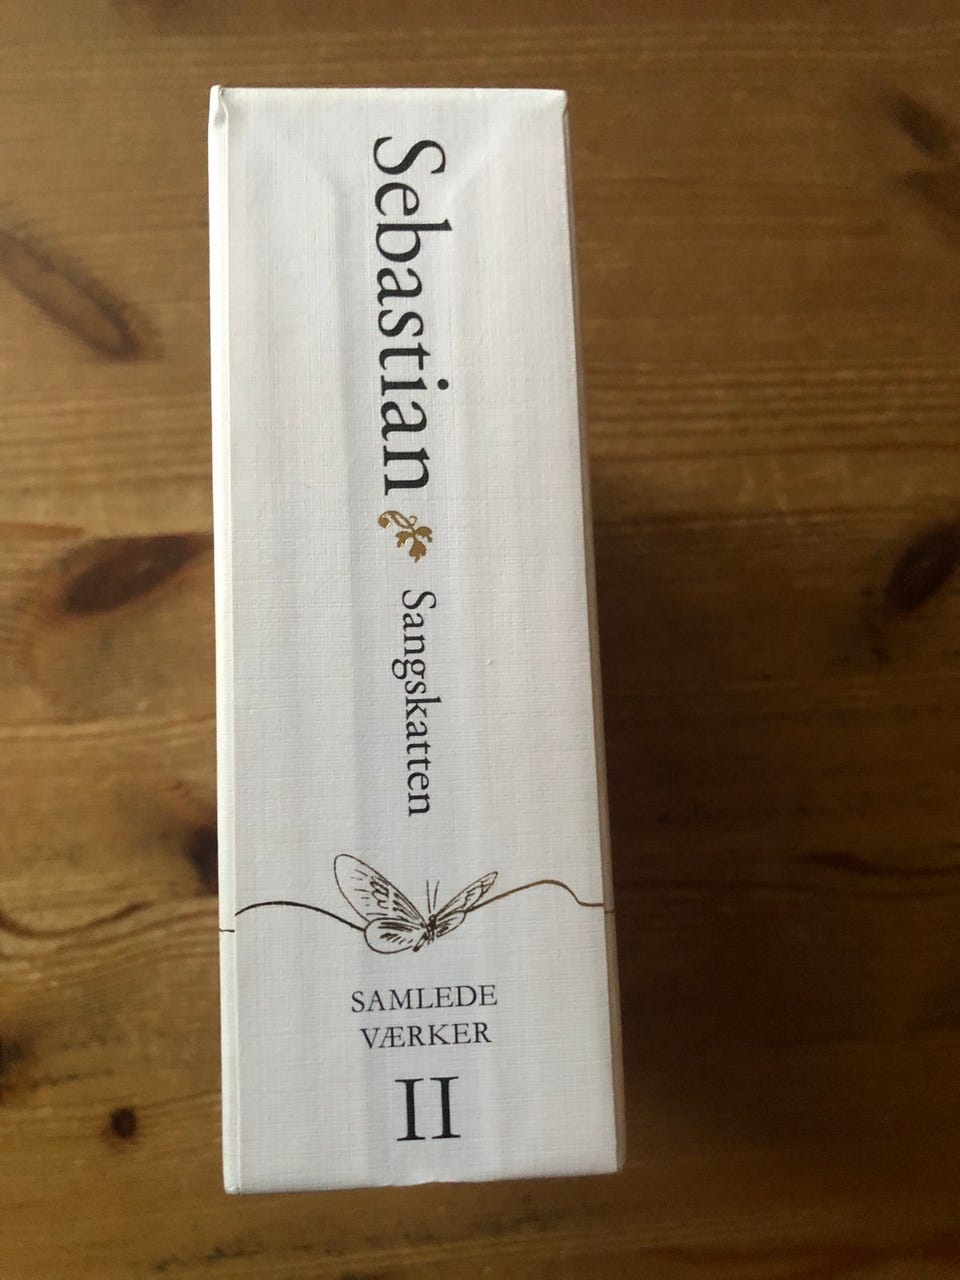 Sebastian Sangskatten
SAMLEDE
VÆRKER
II